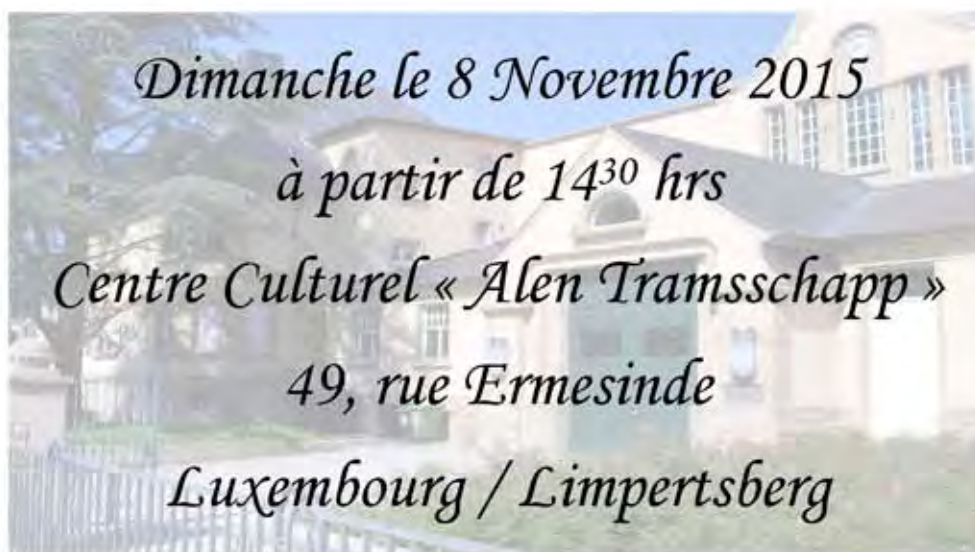 Dimanche le 8 Novembre 2015
à partir de 14³⁰ hrs
Centre Culturel « Alen Tramsschapp »
49, rue Ermesinde
Luxembourg / Limpertsberg